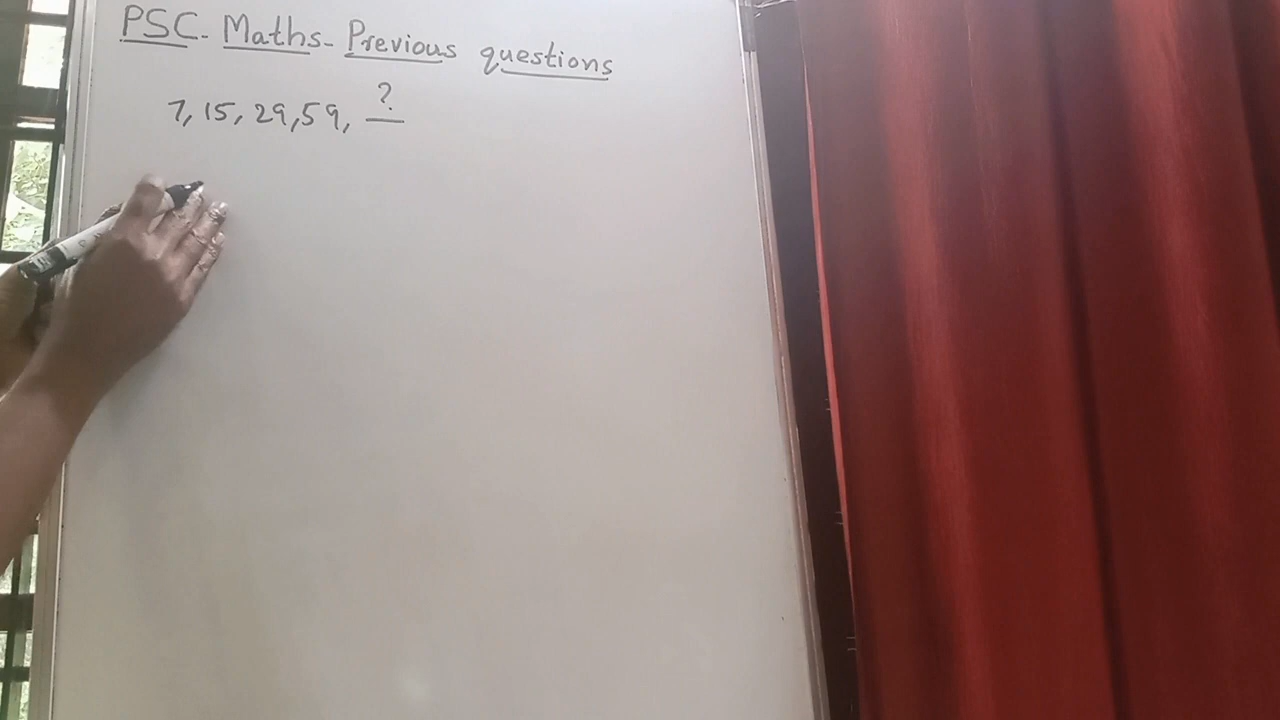 PSC - Maths - Previous questions
7, 15, 29, 59, ?